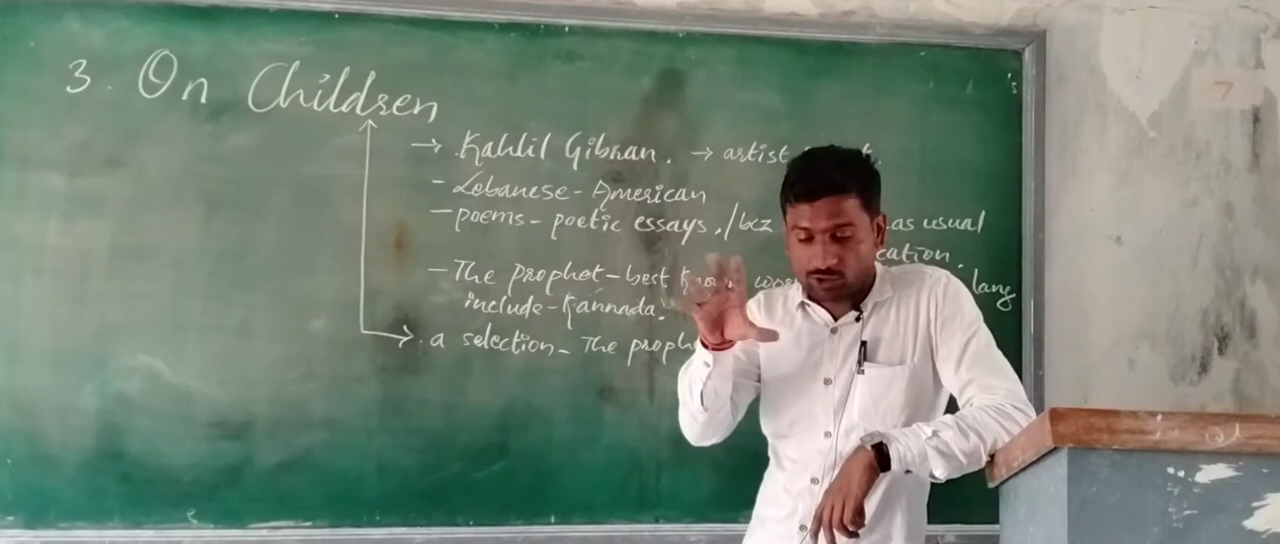 3. On Children
→ Kahlil Gibran. → artist
- Lebanese - American
- poems - poetic essays./bcz as usual
cation.
- The prophet - best lang
include - Kannada.
→ a selection - The proph
's
7